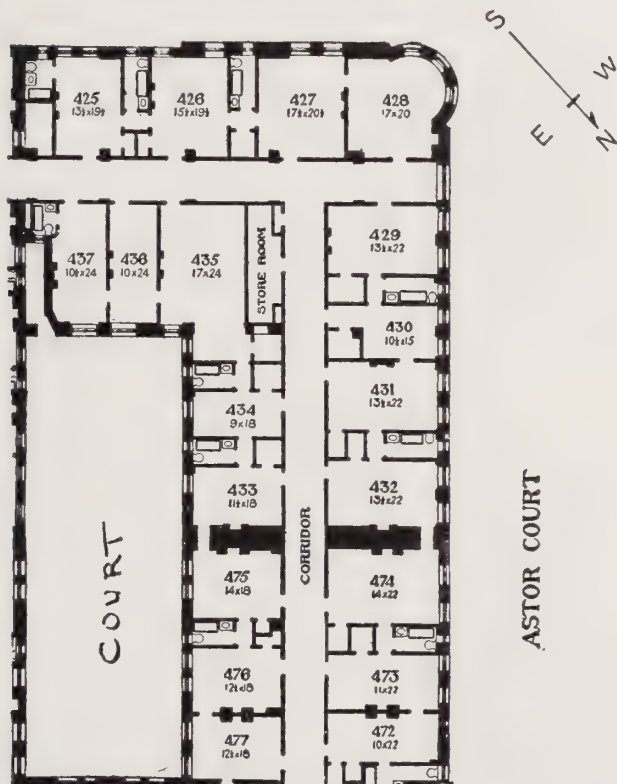 S
W
E
N
425
13½x19½
426
15½x19½
427
17½x20½
428
17x20
437
10½x24
436
10x24
435
17x24
STORE ROOM
429
13½x22
430
10½x15
431
13½x22
434
9x18
433
11½x18
432
13½x22
CORRIDOR
COURT
ASTOR COURT
475
14x18
474
14x22
476
12½x18
473
11x22
477
12½x18
472
10x22